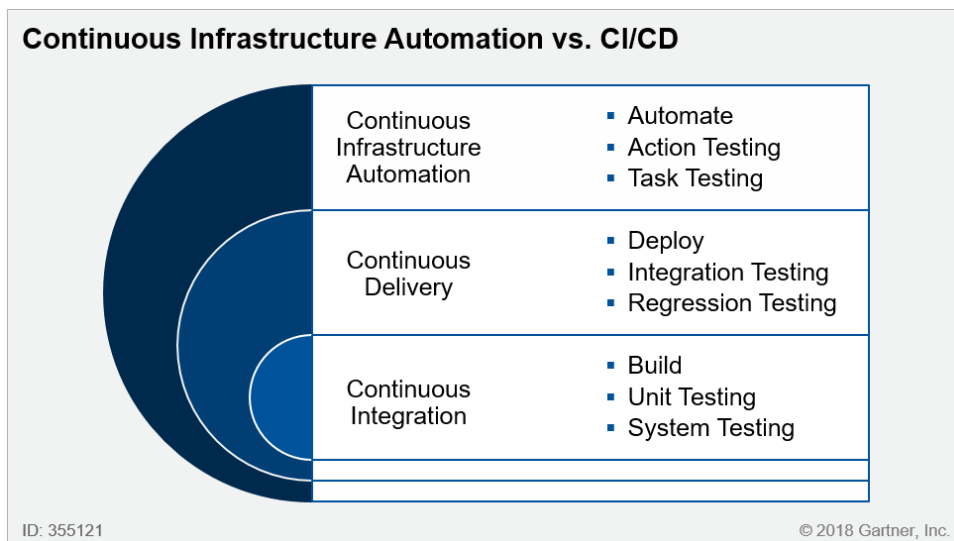 Continuous Infrastructure Automation vs. CI/CD
Continuous
Infrastructure
Automation
▪ Automate
▪ Action Testing
▪ Task Testing
Continuous
Delivery
▪ Deploy
▪ Integration Testing
▪ Regression Testing
Continuous
Integration
▪ Build
▪ Unit Testing
▪ System Testing
ID: 355121
© 2018 Gartner, Inc.